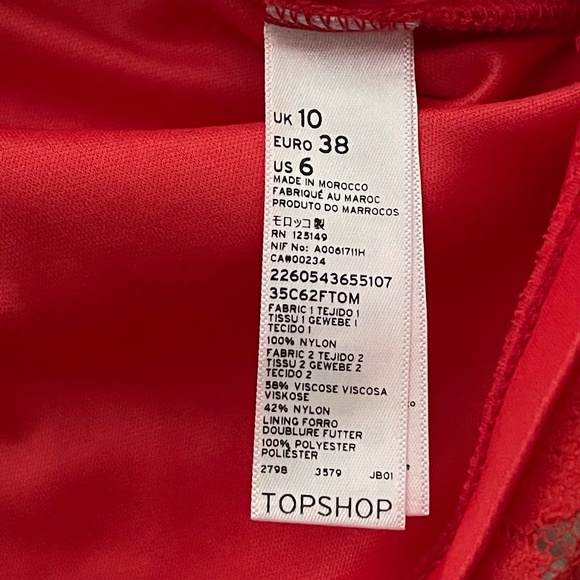 UK 10
EURO 38
US 6
MADE IN MOROCCO
FABRIQUÉ AU MAROC
PRODUTO DO MARROCOS
モロッコ製
RN 125149
NIF No: A0061711H
CA#00234
2260543655107
35C62FTOM
FABRIC 1 TEJIDO 1
TISSU 1 GEWEBE 1
TECIDO 1
100% NYLON
FABRIC 2 TEJIDO 2
TISSU 2 GEWEBE 2
TECIDO 2
58% VISCOSE VISCOSA
VISKOSE
42% NYLON
LINING FORRO
DOUBLURE FUTTER
100% POLYESTER
POLIÉSTER
2798 3579 JB01
TOPSHOP